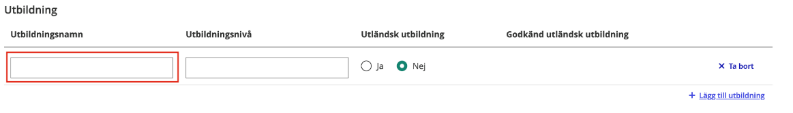 Utbildning
Utbildningsnamn Utbildningsnivå Utländsk utbildning Godkänd utländsk utbildning
Ja Nej × Ta bort
+ Lägg till utbildning